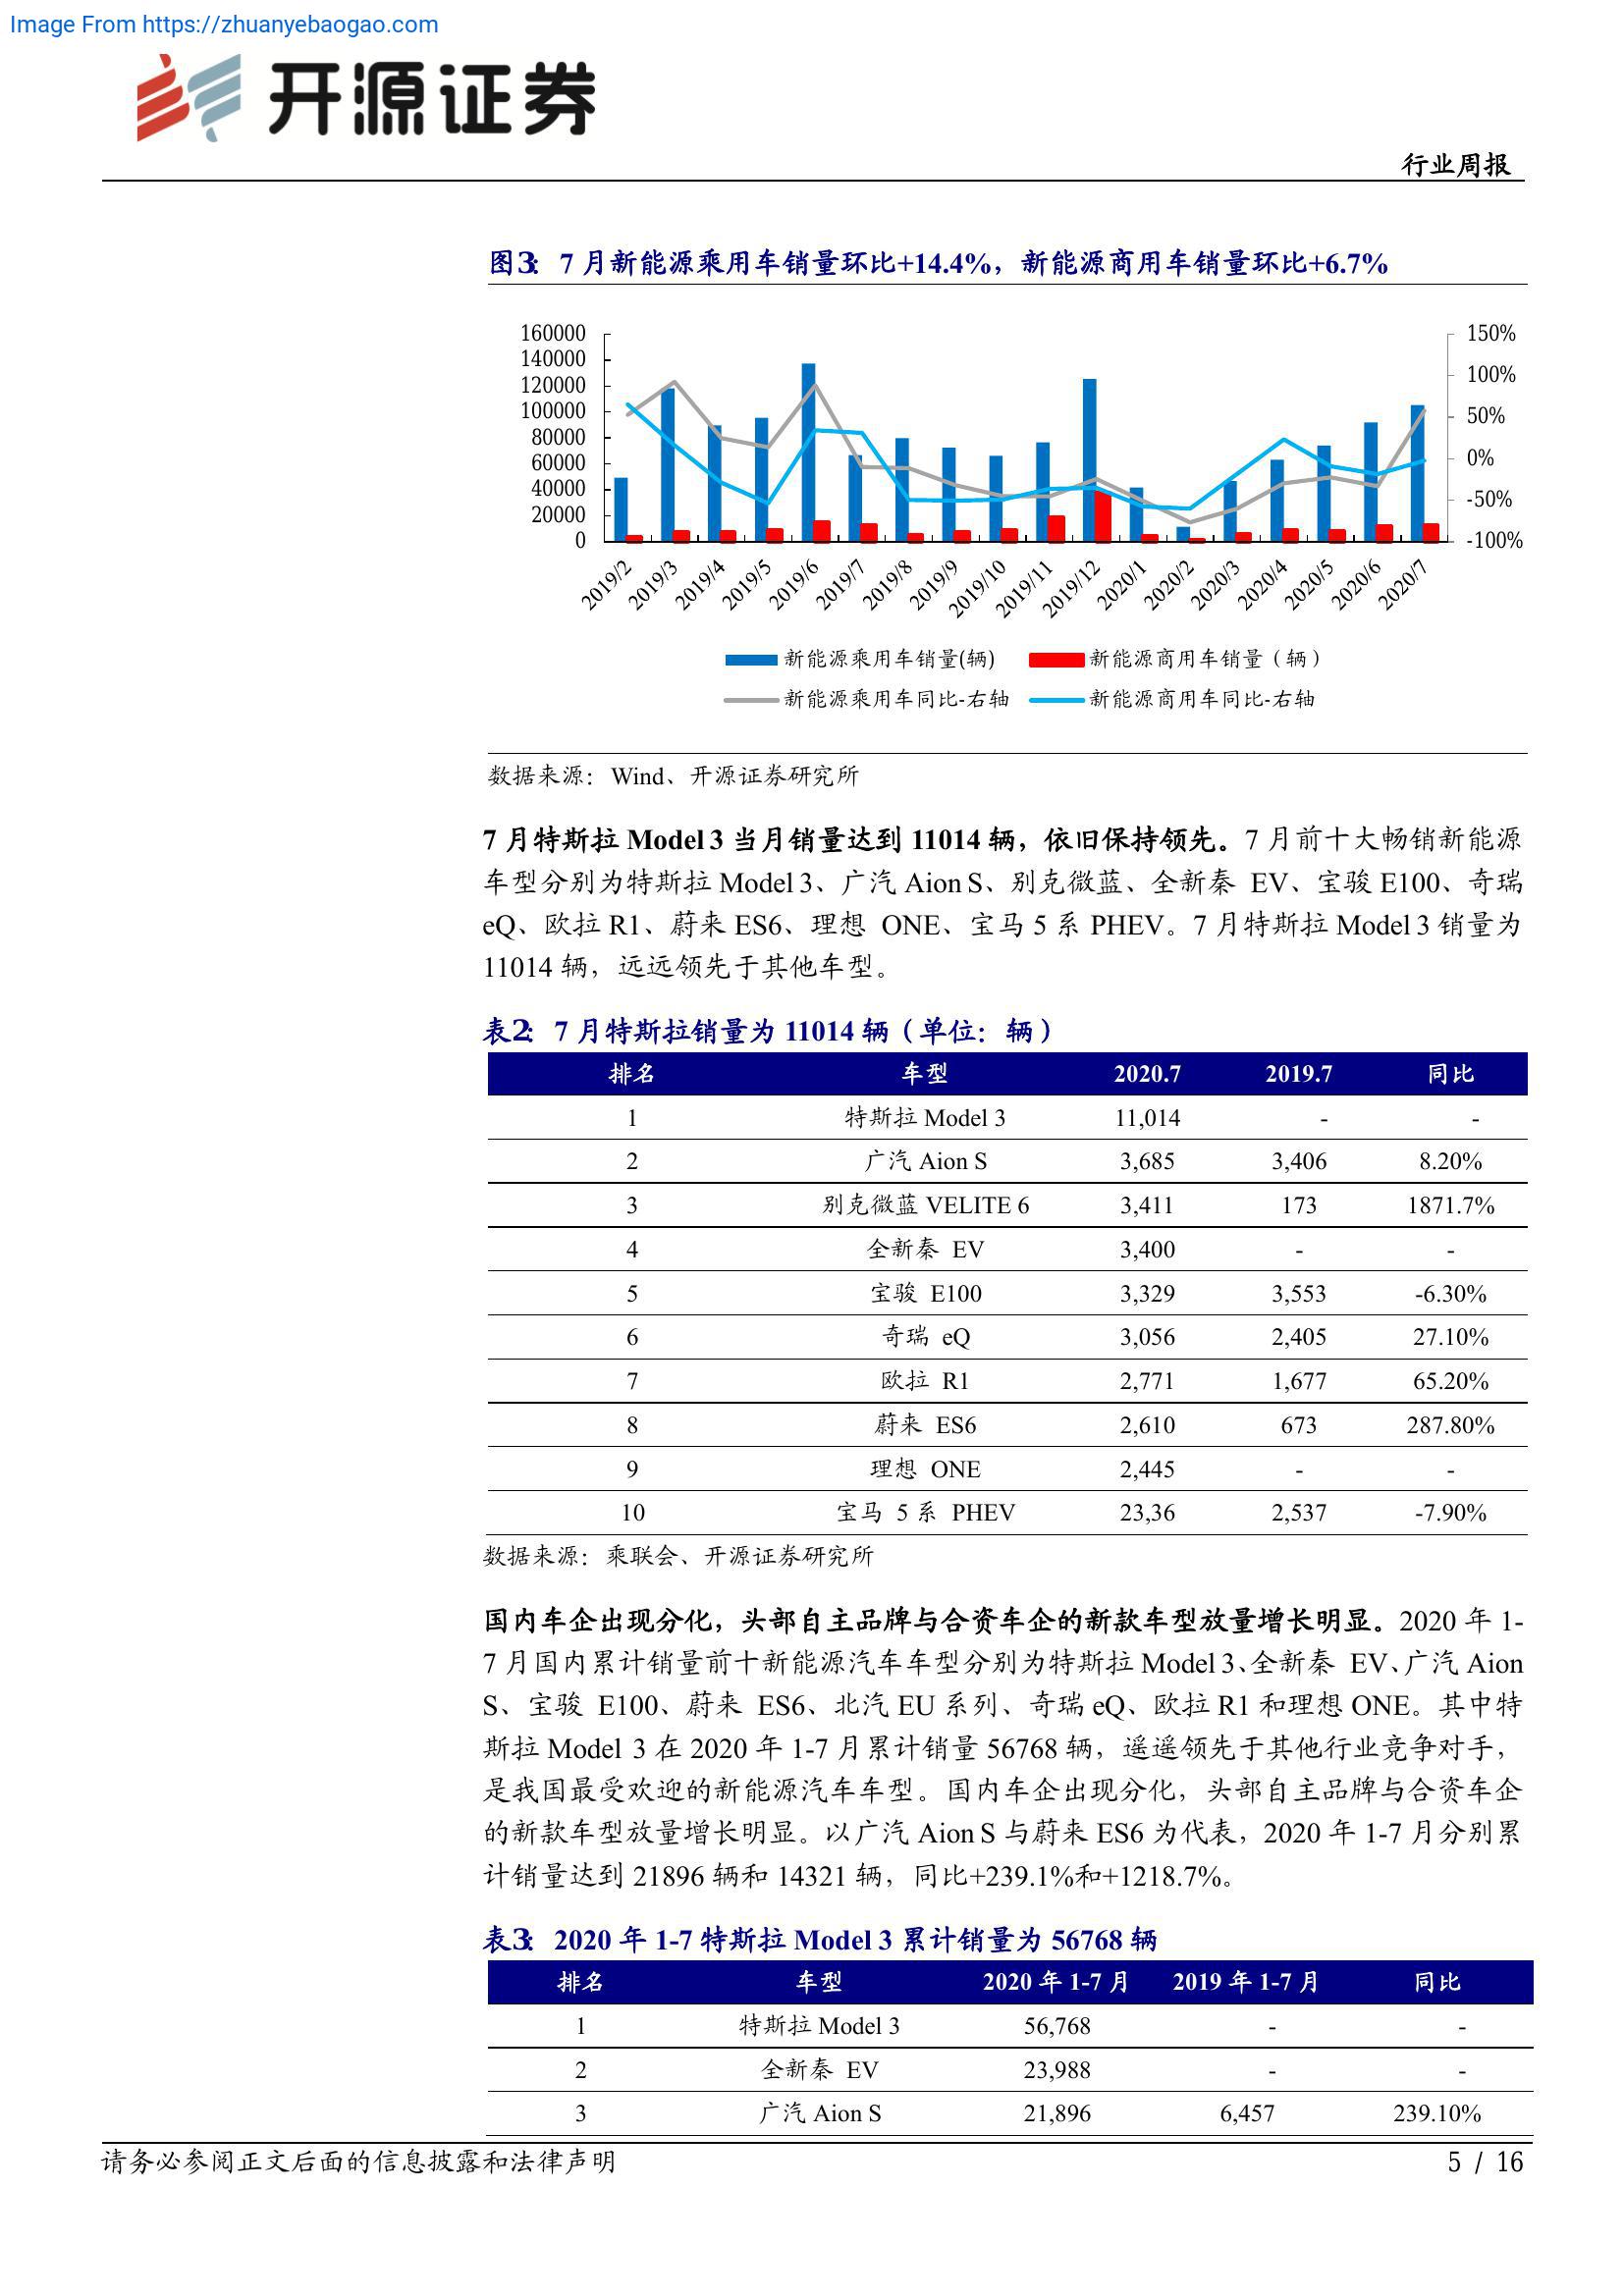 Image From https://zhuanyebaogao.com
开源证券
行业周报
图3: 7 月新能源乘用车销量环比+14.4%，新能源商用车销量环比+6.7%
160000 150%
140000
120000 100%
100000 50%
80000
60000 0%
40000 -50%
20000
0 -100%
2019/2 2019/3 2019/4 2019/5 2019/6 2019/7 2019/8 2019/9 2019/10 2019/11 2019/12 2020/1 2020/2 2020/3 2020/4 2020/5 2020/6 2020/7
新能源乘用车销量(辆) 新能源商用车销量（辆）
新能源乘用车同比-右轴 新能源商用车同比-右轴
数据来源：Wind、开源证券研究所
7 月特斯拉 Model 3 当月销量达到 11014 辆，依旧保持领先。7 月前十大畅销新能源
车型分别为特斯拉 Model 3、广汽 Aion S、别克微蓝、全新秦 EV、宝骏 E100、奇瑞
eQ、欧拉 R1、蔚来 ES6、理想 ONE、宝马 5 系 PHEV。7 月特斯拉 Model 3 销量为
11014 辆，远远领先于其他车型。
表2: 7 月特斯拉销量为 11014 辆（单位：辆）
排名 车型 2020.7 2019.7 同比
1 特斯拉 Model 3 11,014 - -
2 广汽 Aion S 3,685 3,406 8.20%
3 别克微蓝 VELITE 6 3,411 173 1871.7%
4 全新秦 EV 3,400 - -
5 宝骏 E100 3,329 3,553 -6.30%
6 奇瑞 eQ 3,056 2,405 27.10%
7 欧拉 R1 2,771 1,677 65.20%
8 蔚来 ES6 2,610 673 287.80%
9 理想 ONE 2,445 - -
10 宝马 5 系 PHEV 23,36 2,537 -7.90%
数据来源：乘联会、开源证券研究所
国内车企出现分化，头部自主品牌与合资车企的新款车型放量增长明显。2020 年 1-
7 月国内累计销量前十新能源汽车车型分别为特斯拉 Model 3、全新秦 EV、广汽 Aion
S、宝骏 E100、蔚来 ES6、北汽 EU 系列、奇瑞 eQ、欧拉 R1 和理想 ONE。其中特
斯拉 Model 3 在 2020 年 1-7 月累计销量 56768 辆，遥遥领先于其他行业竞争对手，
是我国最受欢迎的新能源汽车车型。国内车企出现分化，头部自主品牌与合资车企
的新款车型放量增长明显。以广汽 Aion S 与蔚来 ES6 为代表，2020 年 1-7 月分别累
计销量达到 21896 辆和 14321 辆，同比+239.1%和+1218.7%。
表3: 2020 年 1-7 特斯拉 Model 3 累计销量为 56768 辆
排名 车型 2020 年 1-7 月 2019 年 1-7 月 同比
1 特斯拉 Model 3 56,768 - -
2 全新秦 EV 23,988 - -
3 广汽 Aion S 21,896 6,457 239.10%
请务必参阅正文后面的信息披露和法律声明 5 / 16